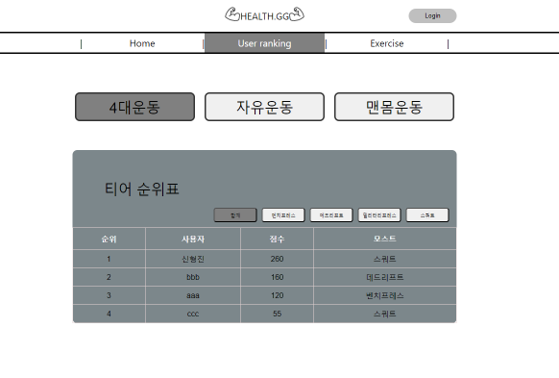 HEALTH.GG
Login
| Home | User ranking | Exercise |
4대운동 자유운동 맨몸운동
티어 순위표
합계 벤치프레스 데드리프트 밀리터리프레스 스쿼트
순위 사용자 점수 모스트
1 신형진 260 스쿼트
2 bbb 160 데드리프트
3 aaa 120 벤치프레스
4 ccc 55 스쿼트